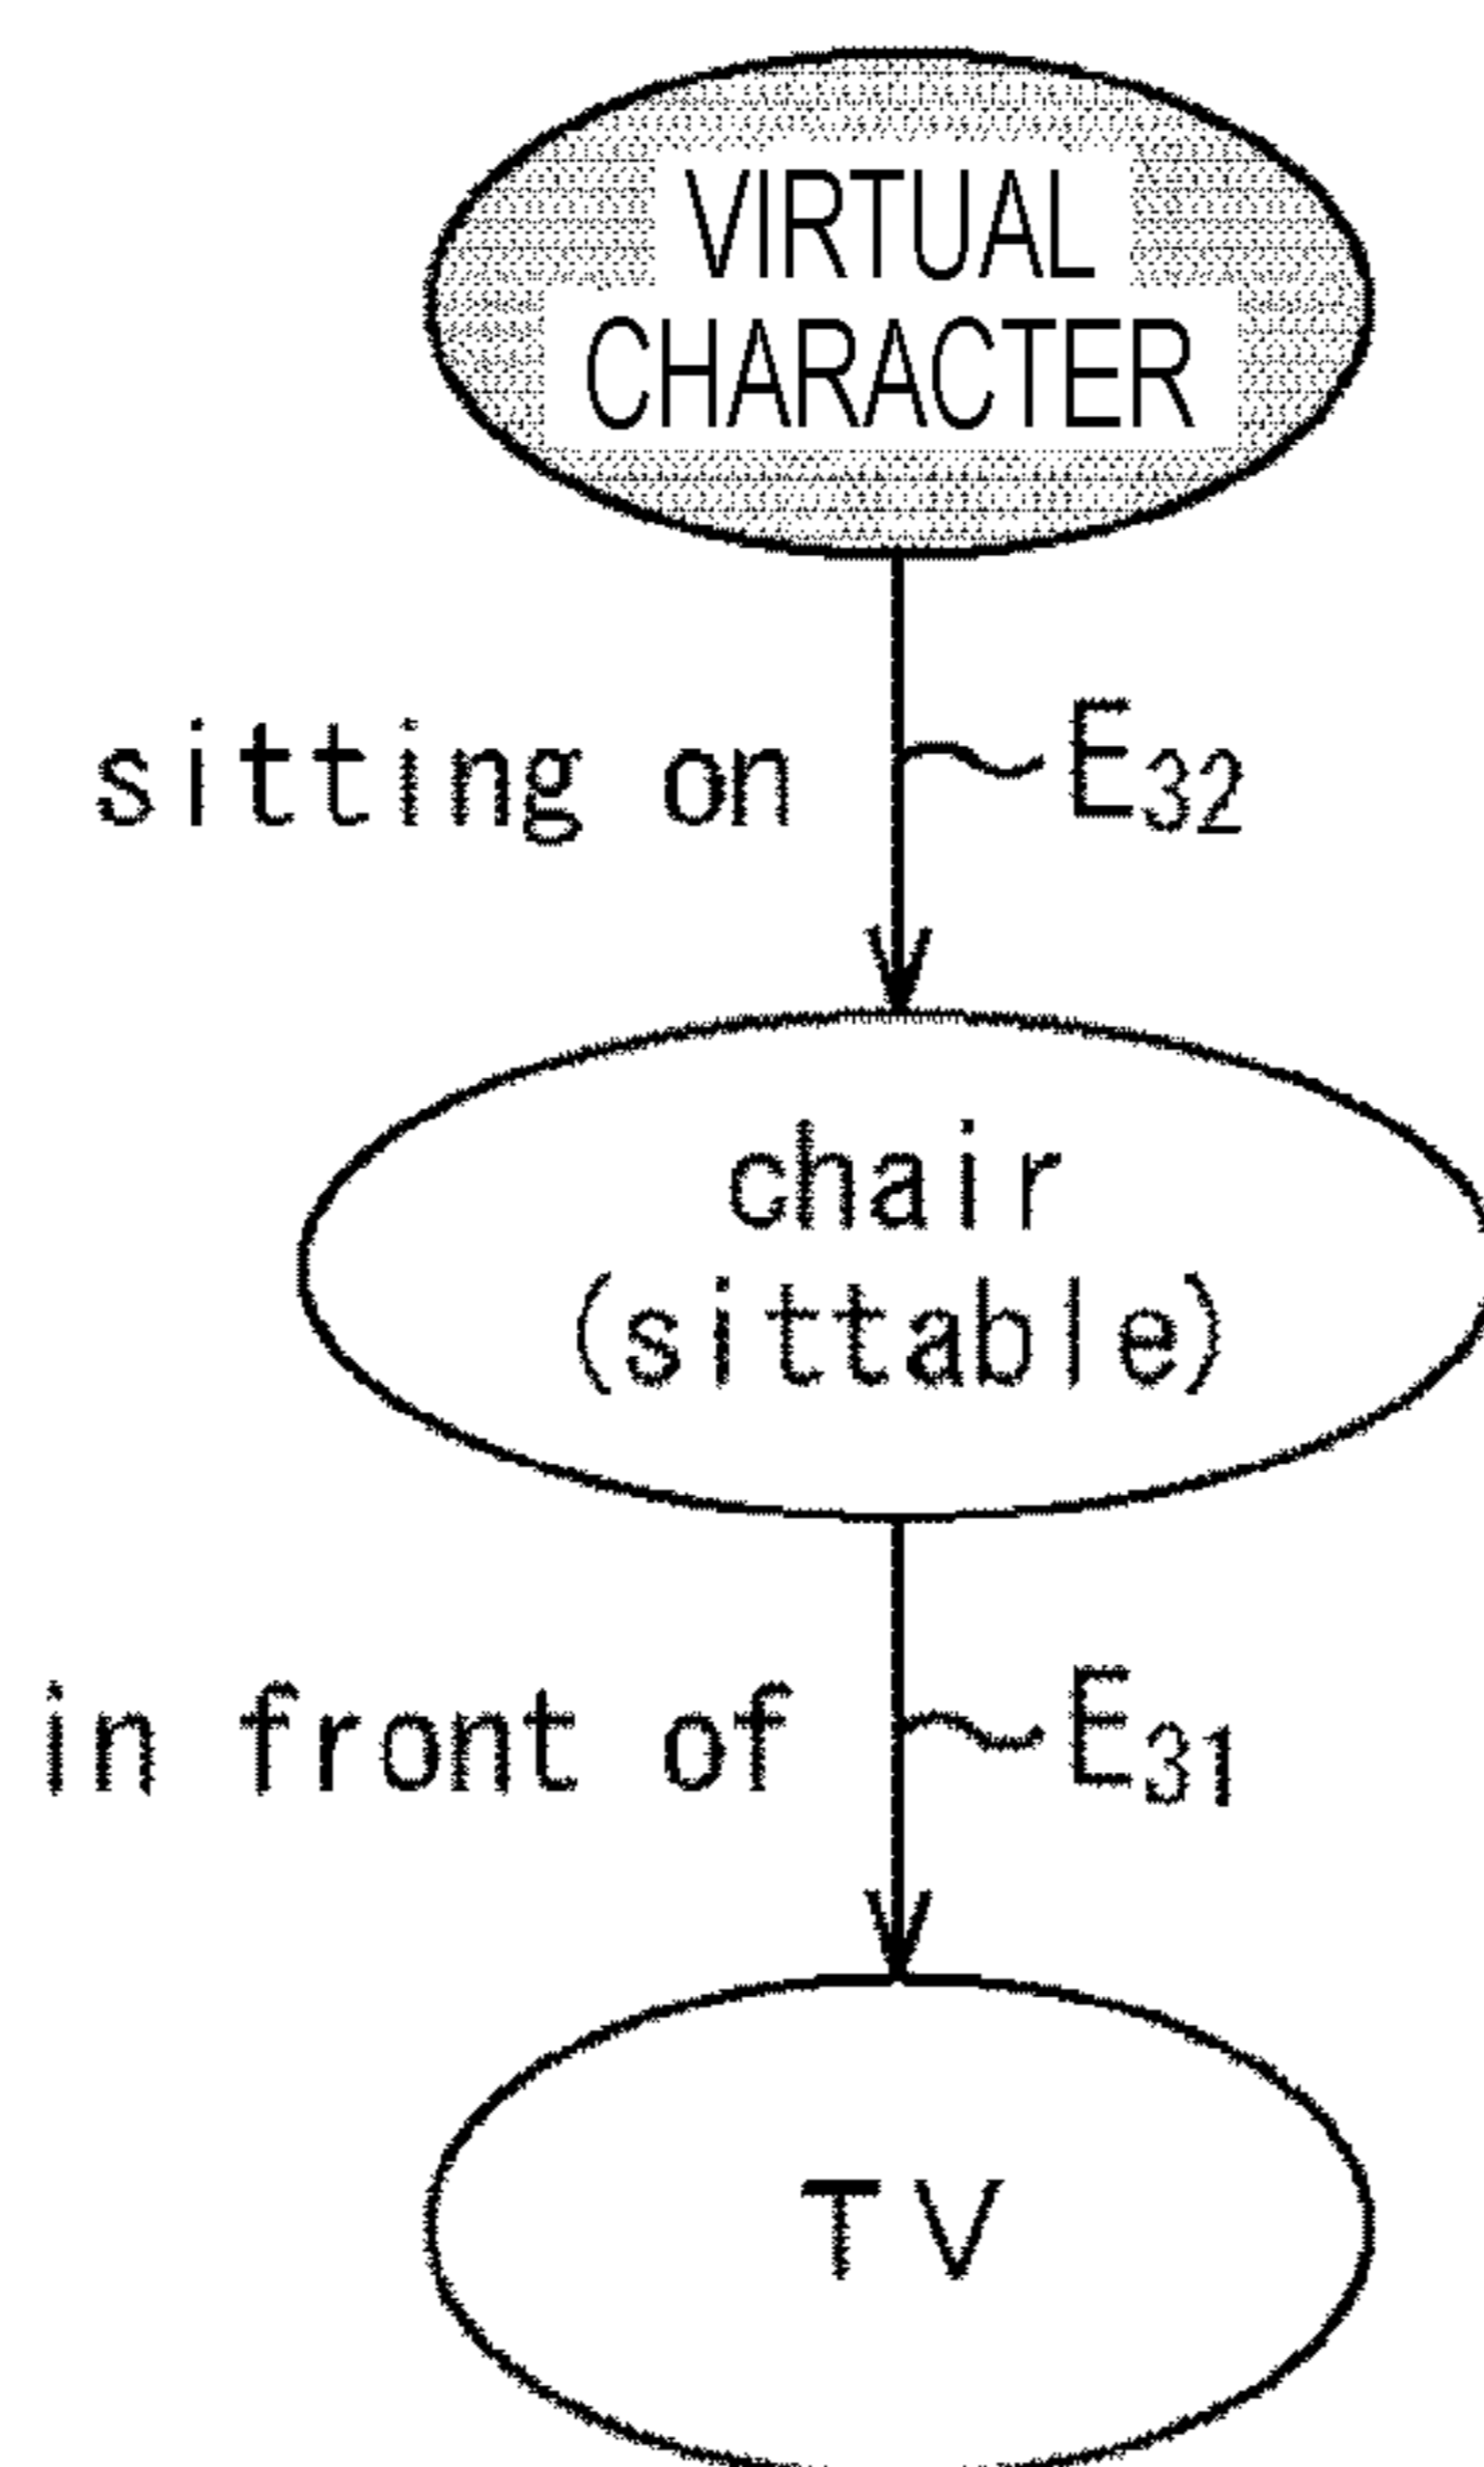 VIRTUAL
CHARACTER
sitting on E32
chair
(sittable)
in front of E31
TV